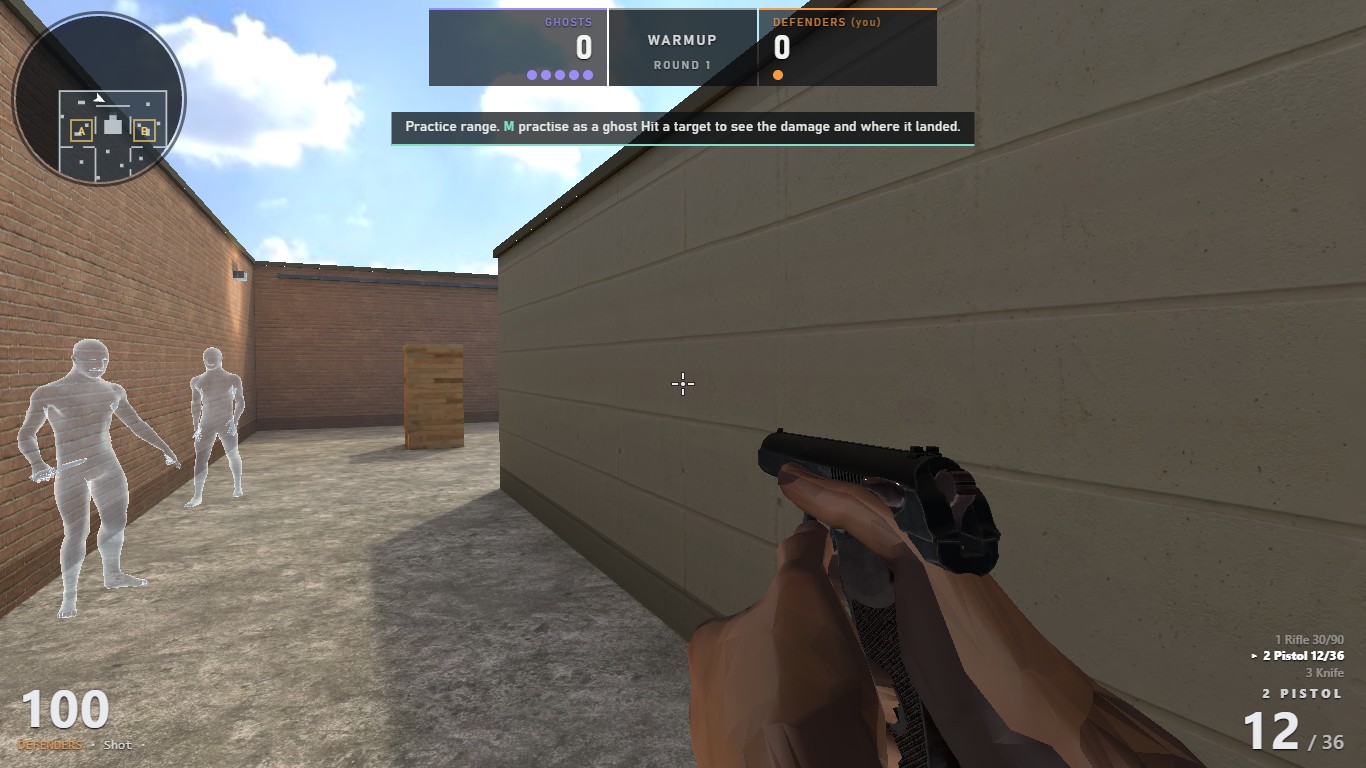 GHOSTS
0
WARMUP
ROUND 1
DEFENDERS (you)
0
A
B
Practice range. M practise as a ghost Hit a target to see the damage and where it landed.
1 Rifle 30/90
▸ 2 Pistol 12/36
3 Knife
2 PISTOL
12 / 36
100
DEFENDERS · Shot ·